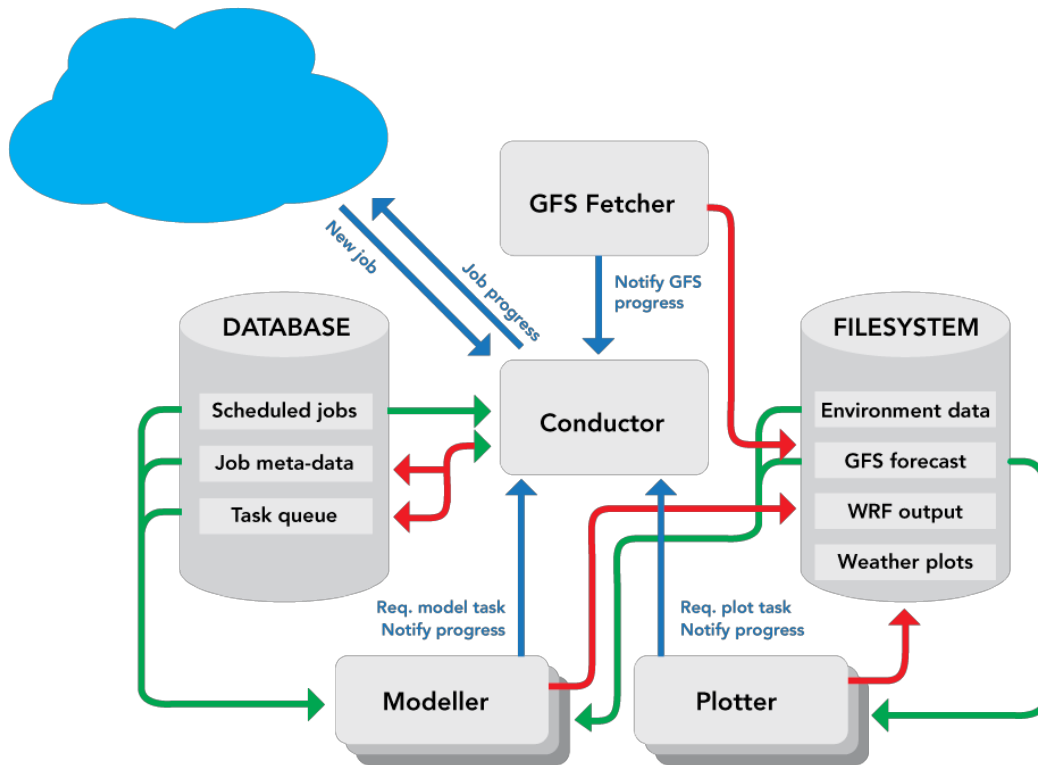 GFS Fetcher
New job
Job progress
Notify GFS
progress
DATABASE
Scheduled jobs
Job meta-data
Task queue
Conductor
FILESYSTEM
Environment data
GFS forecast
WRF output
Weather plots
Req. model task
Notify progress
Req. plot task
Notify progress
Modeller
Plotter